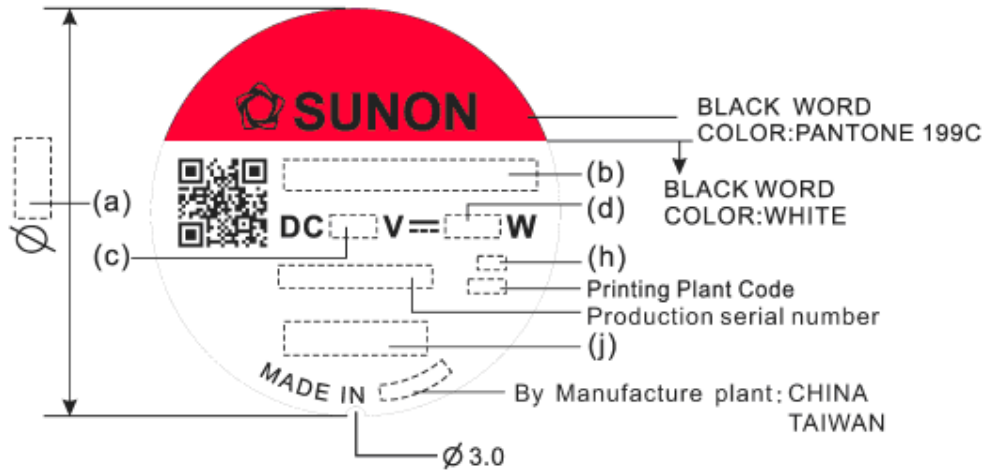 SUNON
BLACK WORD
COLOR:PANTONE 199C
(b)
BLACK WORD
COLOR:WHITE
(a)
DC V⎓ W
(d)
(c)
(h)
Printing Plant Code
Production serial number
(j)
MADE IN
By Manufacture plant: CHINA
TAIWAN
Ø
Ø 3.0